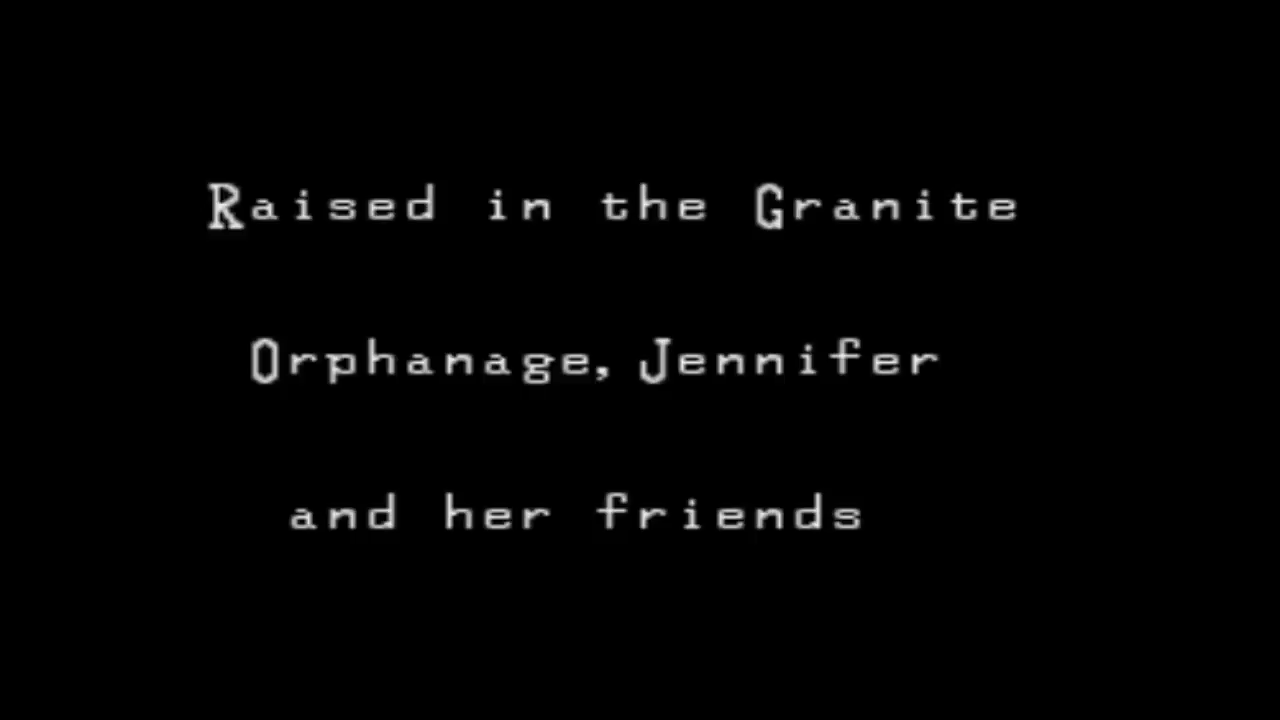 Raised in the Granite
Orphanage, Jennifer
and her friends